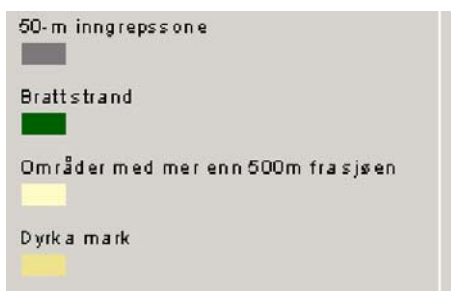 50-m inngrepssone
Brattstrand
Områder med mer enn 500m fra sjøen
Dyrka mark